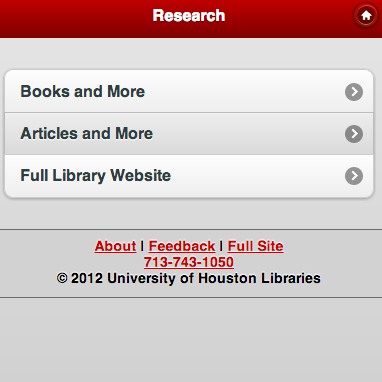 Research
Books and More
Articles and More
Full Library Website
About | Feedback | Full Site
713-743-1050
© 2012 University of Houston Libraries